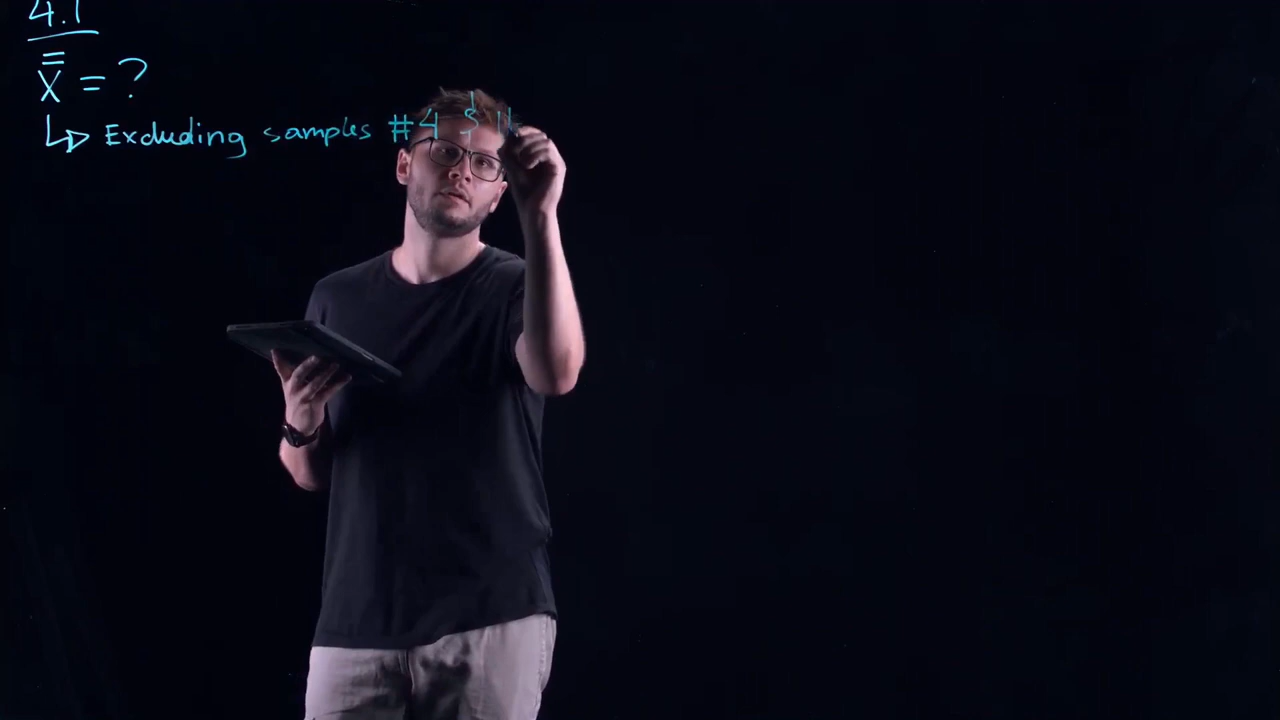 4.1
x̿ = ?
↳ Excluding samples #4 &